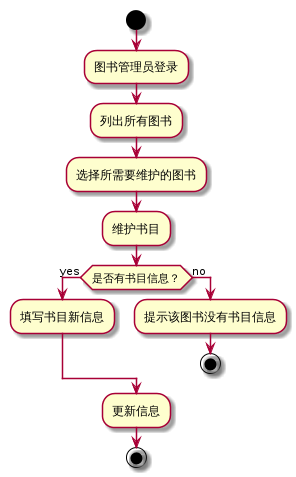 图书管理员登录
列出所有图书
选择所需要维护的图书
维护书目
yes
是否有书目信息？
no
填写书目新信息
提示该图书没有书目信息
更新信息